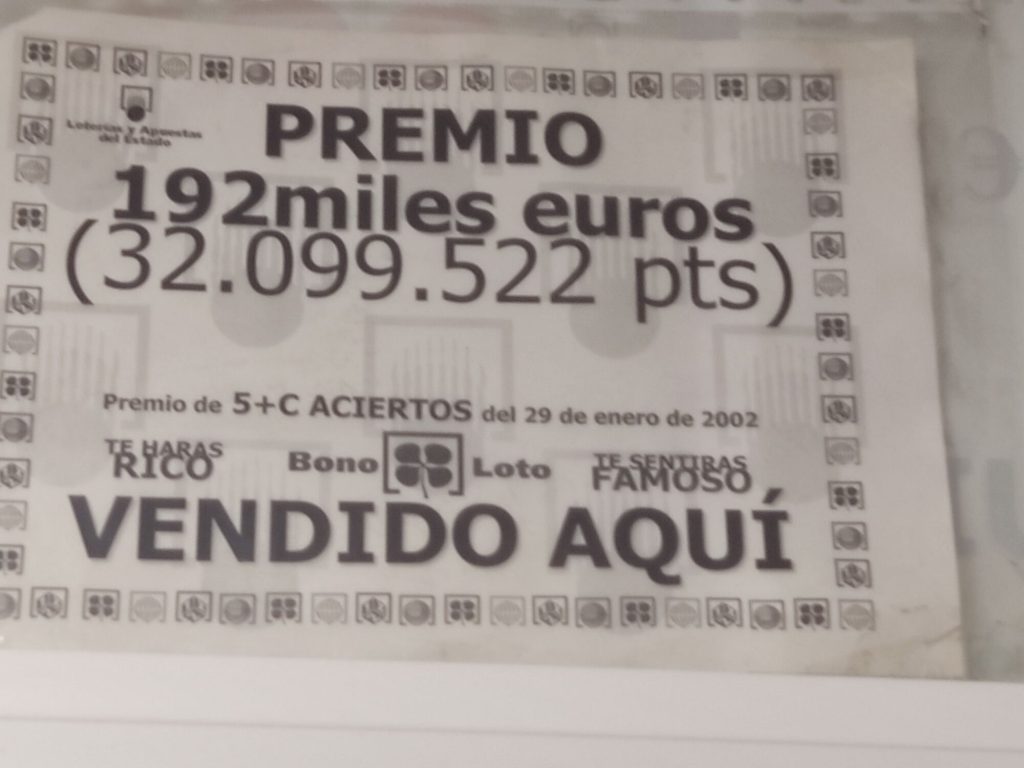 Loterías y Apuestas
del Estado
PREMIO
192miles euros
(32.099.522 pts)
Premio de 5+C ACIERTOS del 29 de enero de 2002
TE HARAS
RICO
Bono Loto
TE SENTIRAS
FAMOSO
VENDIDO AQUÍ